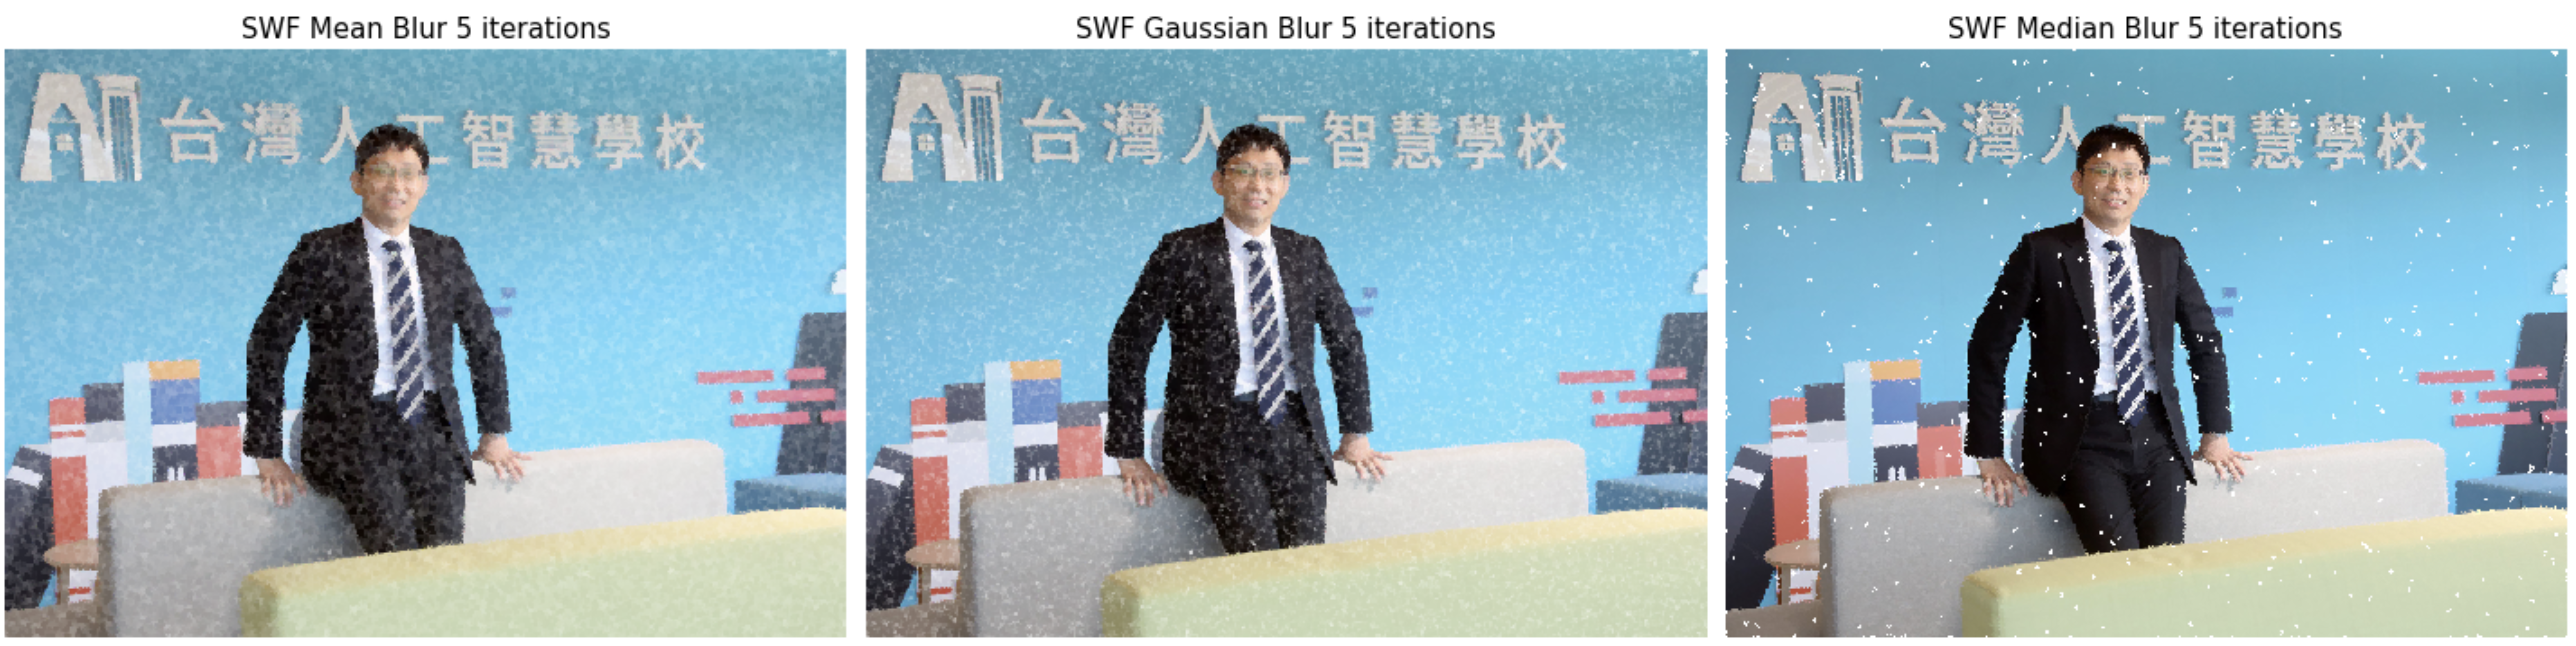 SWF Mean Blur 5 iterations
SWF Gaussian Blur 5 iterations
SWF Median Blur 5 iterations
AI 台灣人工智慧學校
AI 台灣人工智慧學校
AI 台灣人工智慧學校